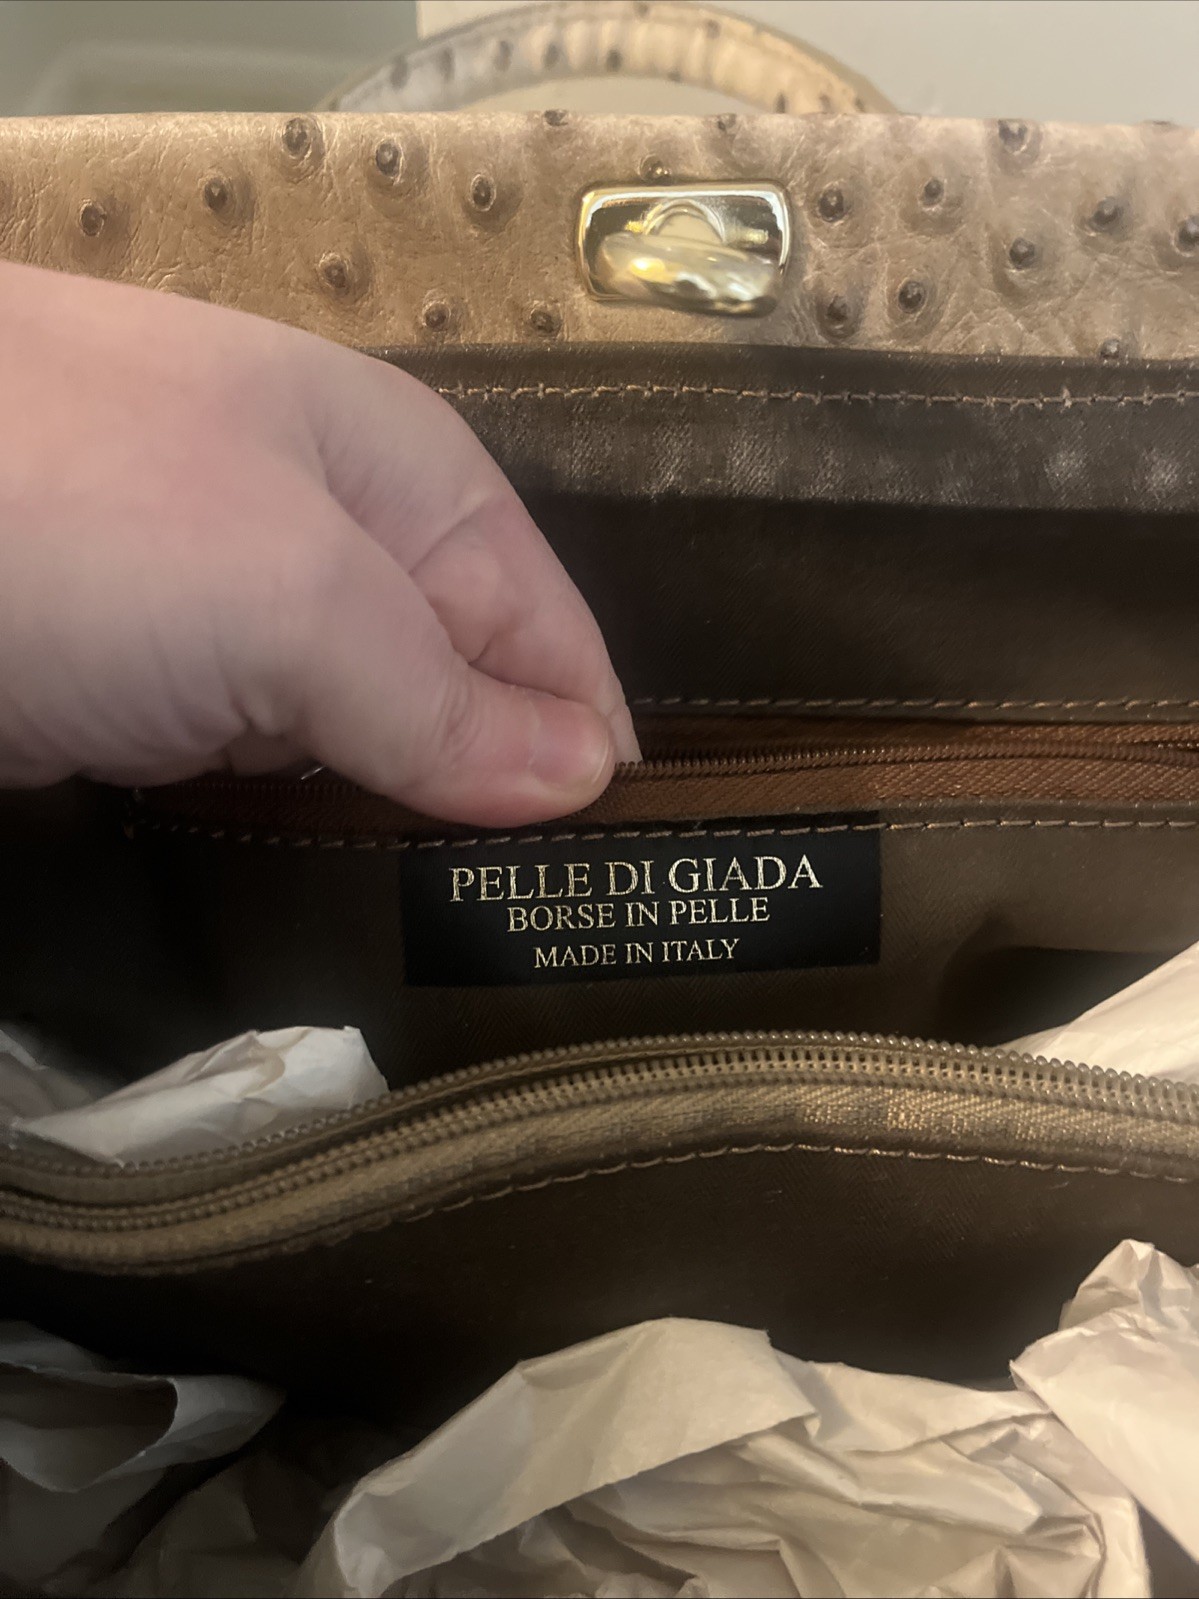 PELLE DI GIADA
BORSE IN PELLE
MADE IN ITALY